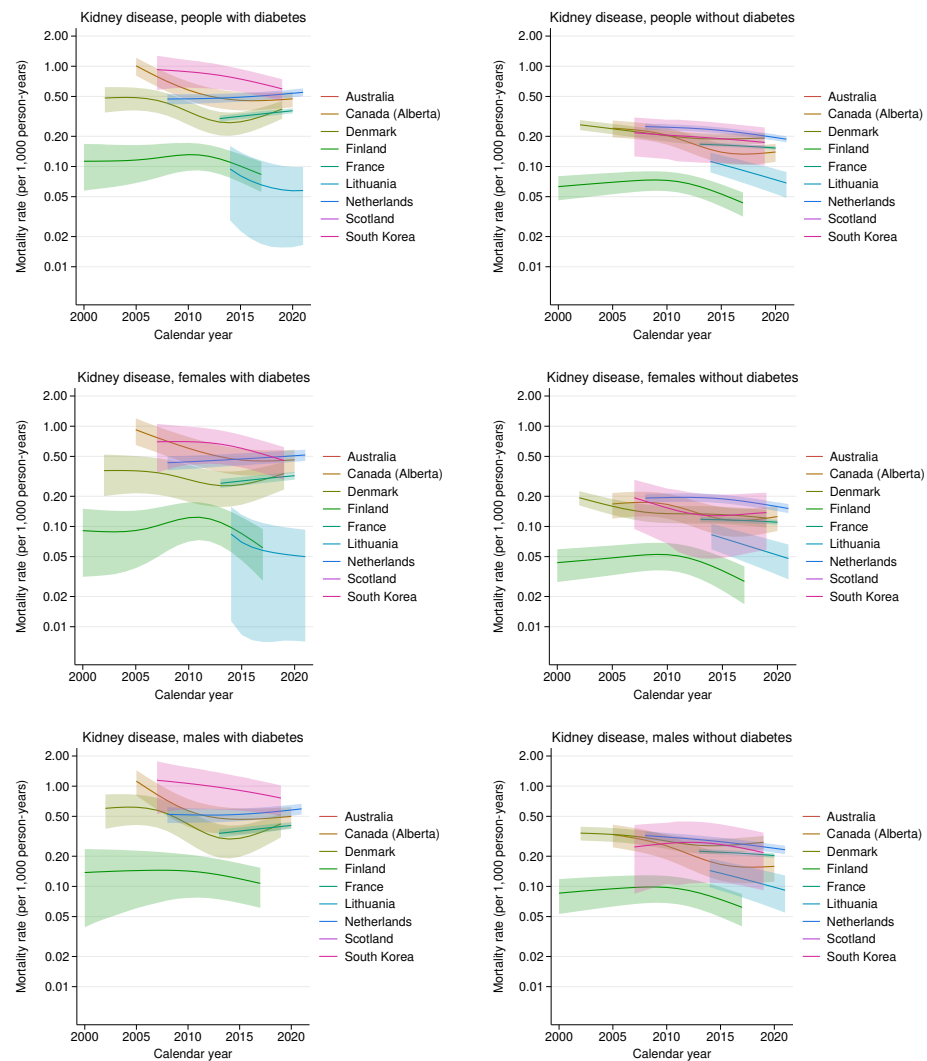 Kidney disease, people with diabetes
Mortality rate (per 1,000 person-years)
2.00
1.00
0.50
0.20
0.10
0.05
0.02
0.01
2000 2005 2010 2015 2020
Calendar year
Australia
Canada (Alberta)
Denmark
Finland
France
Lithuania
Netherlands
Scotland
South Korea
Kidney disease, people without diabetes
Mortality rate (per 1,000 person-years)
2.00
1.00
0.50
0.20
0.10
0.05
0.02
0.01
2000 2005 2010 2015 2020
Calendar year
Australia
Canada (Alberta)
Denmark
Finland
France
Lithuania
Netherlands
Scotland
South Korea
Kidney disease, females with diabetes
Mortality rate (per 1,000 person-years)
2.00
1.00
0.50
0.20
0.10
0.05
0.02
0.01
2000 2005 2010 2015 2020
Calendar year
Australia
Canada (Alberta)
Denmark
Finland
France
Lithuania
Netherlands
Scotland
South Korea
Kidney disease, females without diabetes
Mortality rate (per 1,000 person-years)
2.00
1.00
0.50
0.20
0.10
0.05
0.02
0.01
2000 2005 2010 2015 2020
Calendar year
Australia
Canada (Alberta)
Denmark
Finland
France
Lithuania
Netherlands
Scotland
South Korea
Kidney disease, males with diabetes
Mortality rate (per 1,000 person-years)
2.00
1.00
0.50
0.20
0.10
0.05
0.02
0.01
2000 2005 2010 2015 2020
Calendar year
Australia
Canada (Alberta)
Denmark
Finland
France
Lithuania
Netherlands
Scotland
South Korea
Kidney disease, males without diabetes
Mortality rate (per 1,000 person-years)
2.00
1.00
0.50
0.20
0.10
0.05
0.02
0.01
2000 2005 2010 2015 2020
Calendar year
Australia
Canada (Alberta)
Denmark
Finland
France
Lithuania
Netherlands
Scotland
South Korea